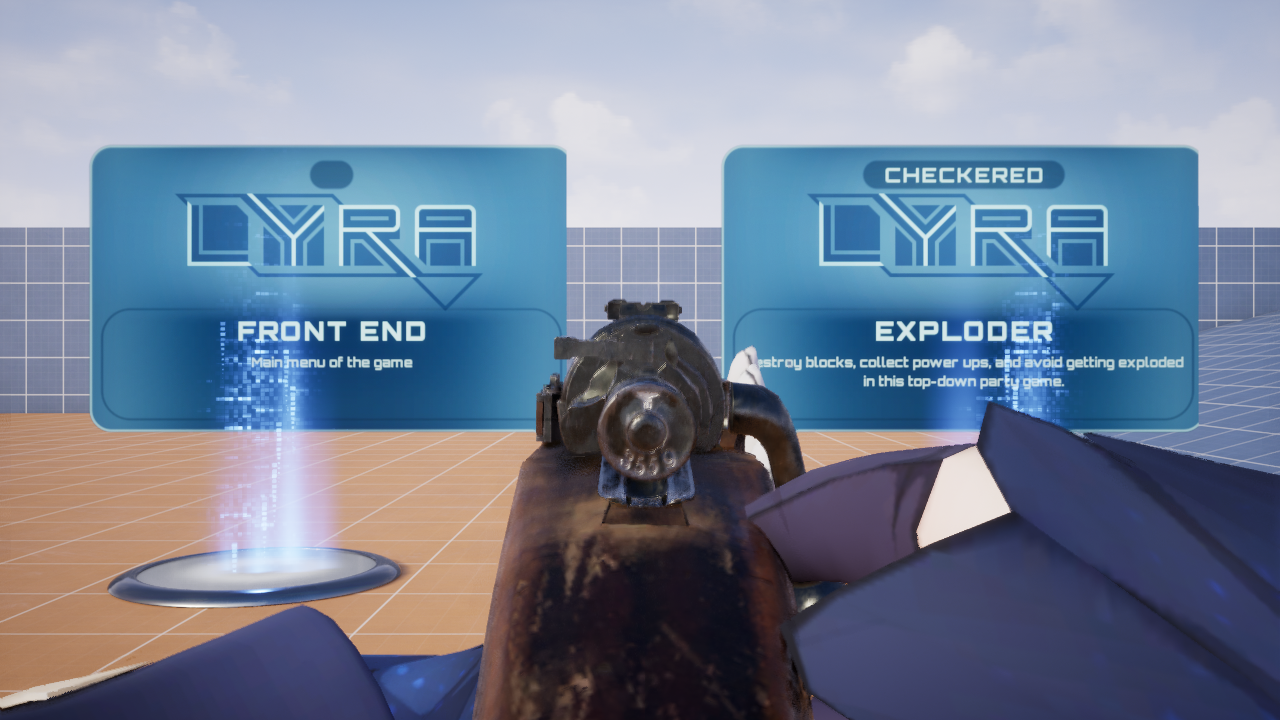 LYRA
FRONT END
Main menu of the game
CHECKERED
LYRA
EXPLODER
estroy blocks, collect power ups, and avoid getting exploded
in this top-down party game.